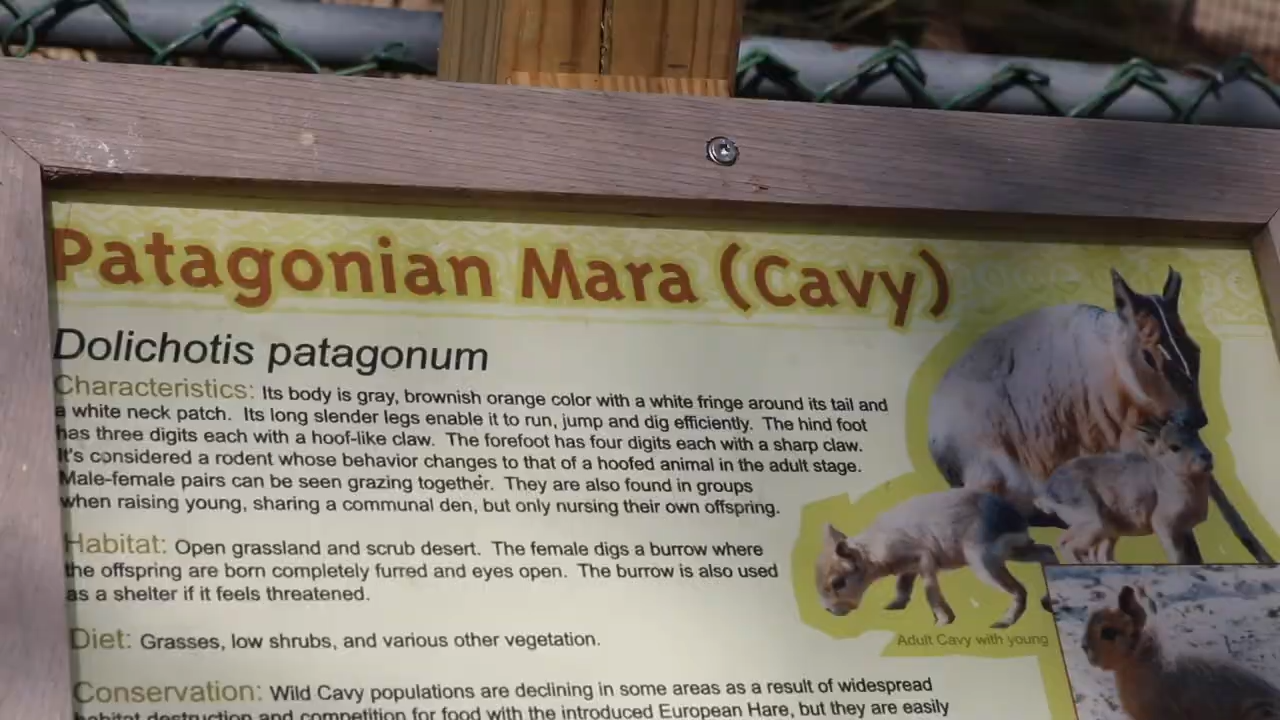 Patagonian Mara (Cavy)
Dolichotis patagonum
Characteristics: Its body is gray, brownish orange color with a white fringe around its tail and
a white neck patch. Its long slender legs enable it to run, jump and dig efficiently. The hind foot
has three digits each with a hoof-like claw. The forefoot has four digits each with a sharp claw.
It's considered a rodent whose behavior changes to that of a hoofed animal in the adult stage.
Male-female pairs can be seen grazing together. They are also found in groups
when raising young, sharing a communal den, but only nursing their own offspring.
Habitat: Open grassland and scrub desert. The female digs a burrow where
the offspring are born completely furred and eyes open. The burrow is also used
as a shelter if it feels threatened.
Diet: Grasses, low shrubs, and various other vegetation.
Adult Cavy with young
Conservation: Wild Cavy populations are declining in some areas as a result of widespread
habitat destruction and competition for food with the introduced European Hare, but they are easily